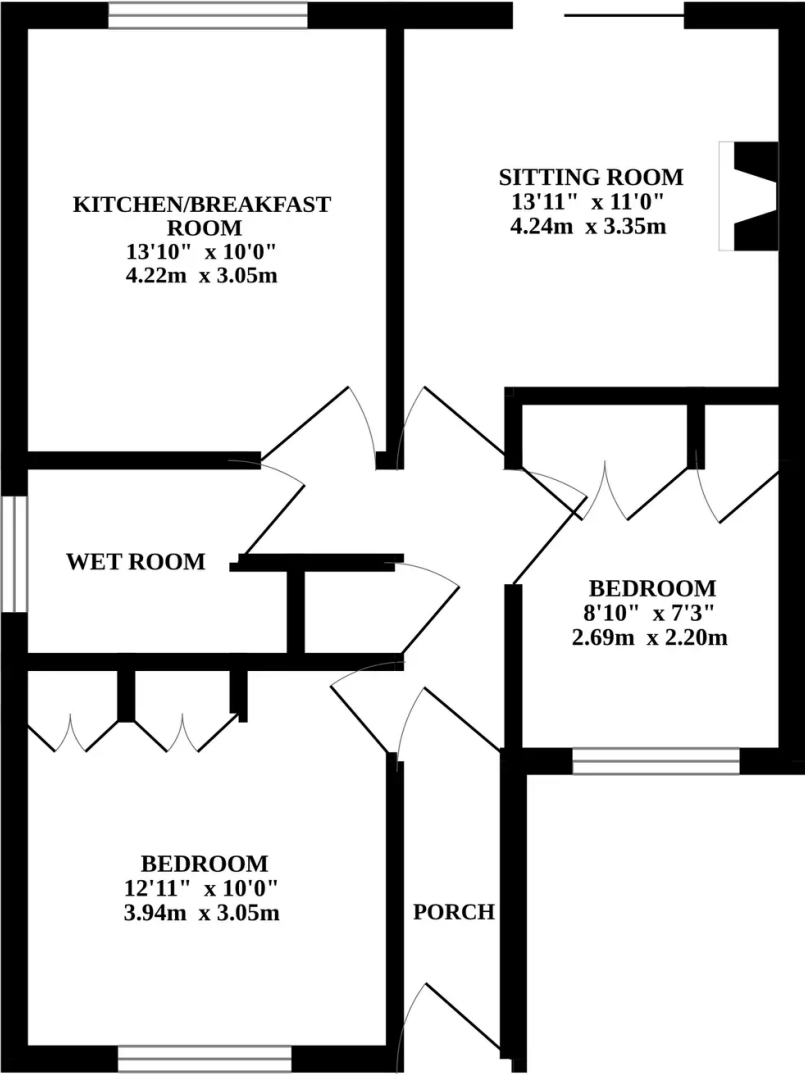 KITCHEN/BREAKFAST
ROOM
13'10"  x 10'0"
4.22m  x 3.05m
SITTING ROOM
13'11"  x 11'0"
4.24m  x 3.35m
WET ROOM
BEDROOM
8'10"  x 7'3"
2.69m  x 2.20m
BEDROOM
12'11"  x 10'0"
3.94m  x 3.05m
PORCH